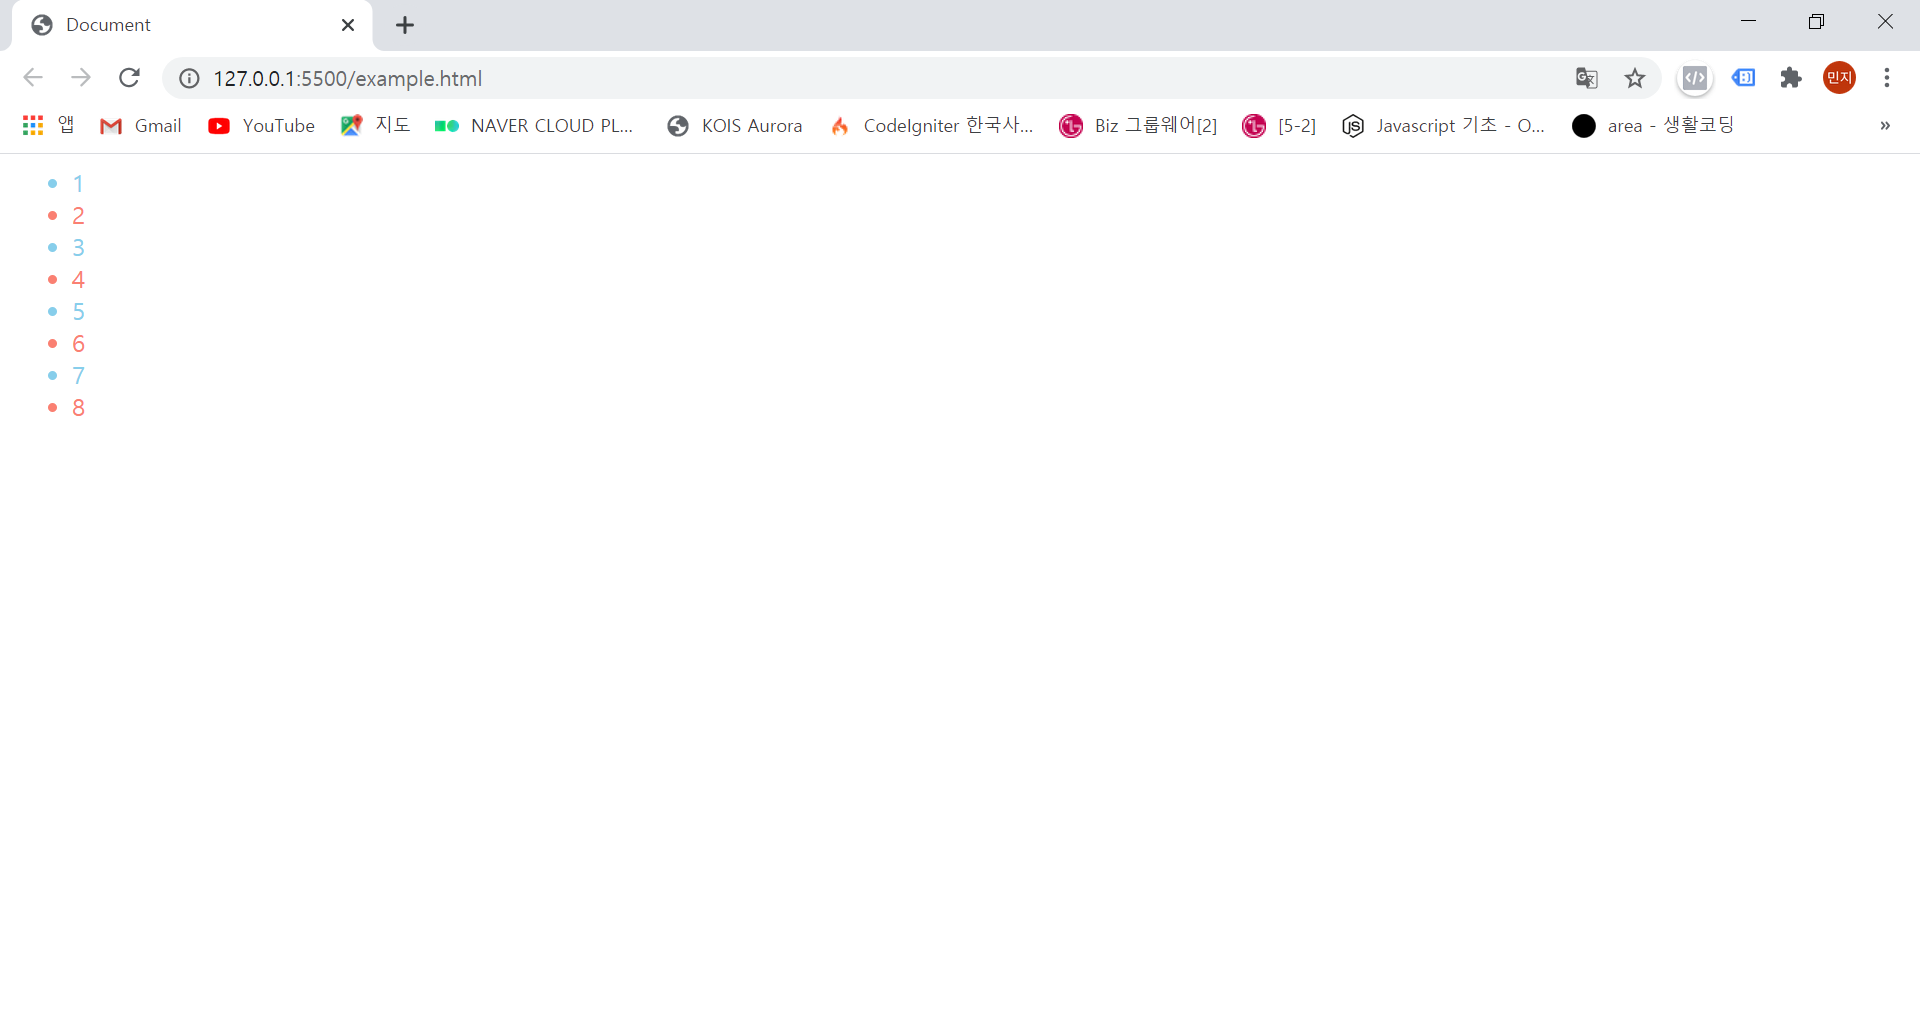 Document
127.0.0.1:5500/example.html
민지
앱 Gmail YouTube 지도 NAVER CLOUD PL... KOIS Aurora CodeIgniter 한국사... Biz 그룹웨어[2] [5-2] Javascript 기초 - O... area - 생활코딩 »
1
2
3
4
5
6
7
8